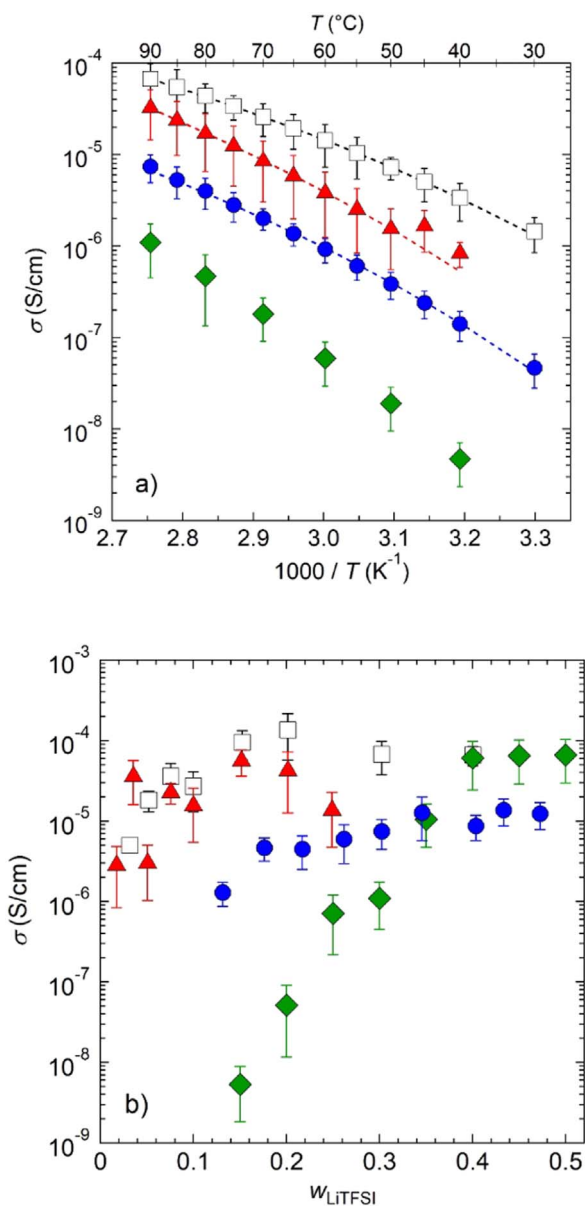 T (°C)
90 80 70 60 50 40 30
10⁻⁴
10⁻⁵
10⁻⁶
10⁻⁷
10⁻⁸
10⁻⁹
σ (S/cm)
a)
2.7 2.8 2.9 3.0 3.1 3.2 3.3
1000 / T (K⁻¹)
10⁻³
10⁻⁴
10⁻⁵
10⁻⁶
10⁻⁷
10⁻⁸
10⁻⁹
σ (S/cm)
b)
0 0.1 0.2 0.3 0.4 0.5
w_LiTFSI